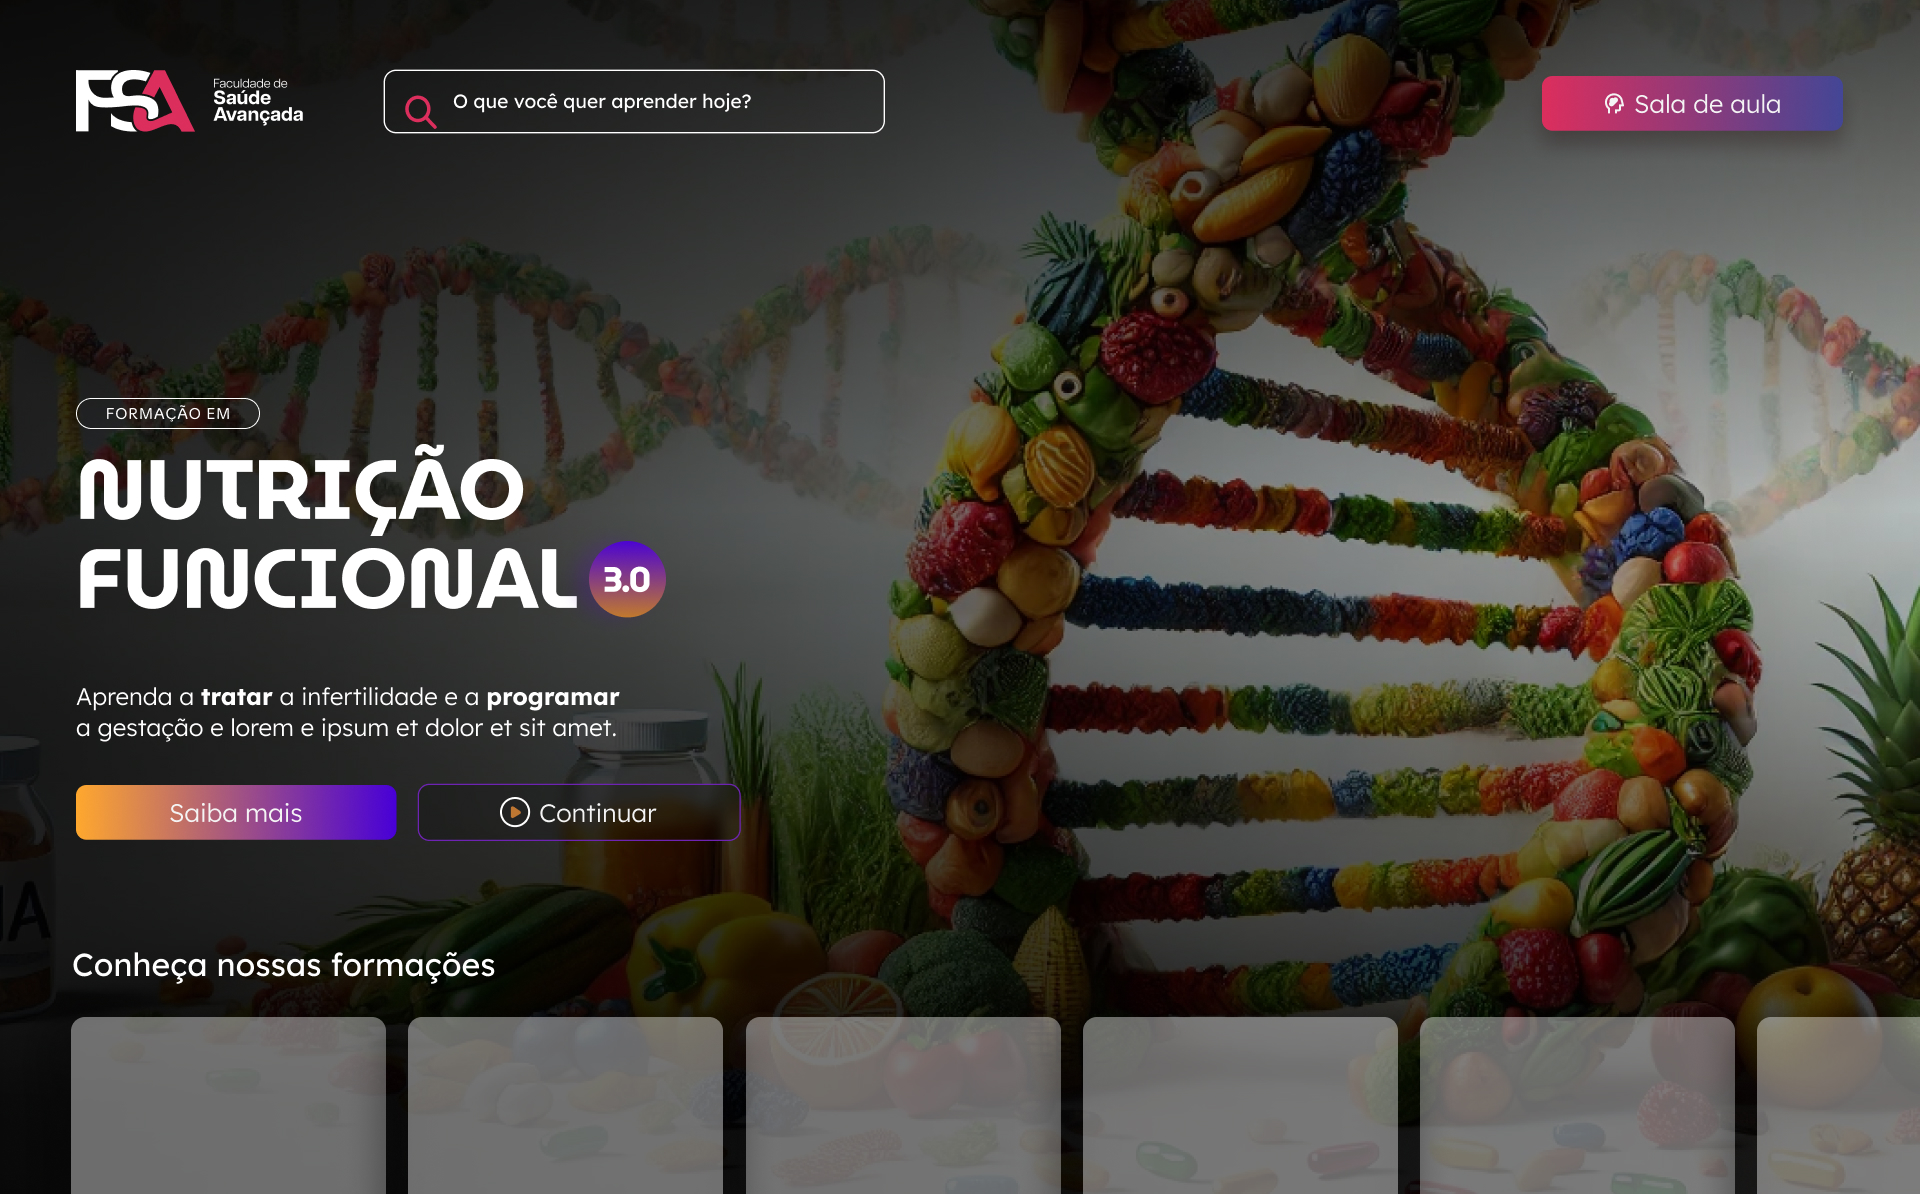 FSA
Faculdade de
Saúde
Avançada
O que você quer aprender hoje?
Sala de aula
FORMAÇÃO EM
NUTRIÇÃO
FUNCIONAL 3.0
Aprenda a tratar a infertilidade e a programar
a gestação e lorem e ipsum et dolor et sit amet.
Saiba mais
Continuar
Conheça nossas formações